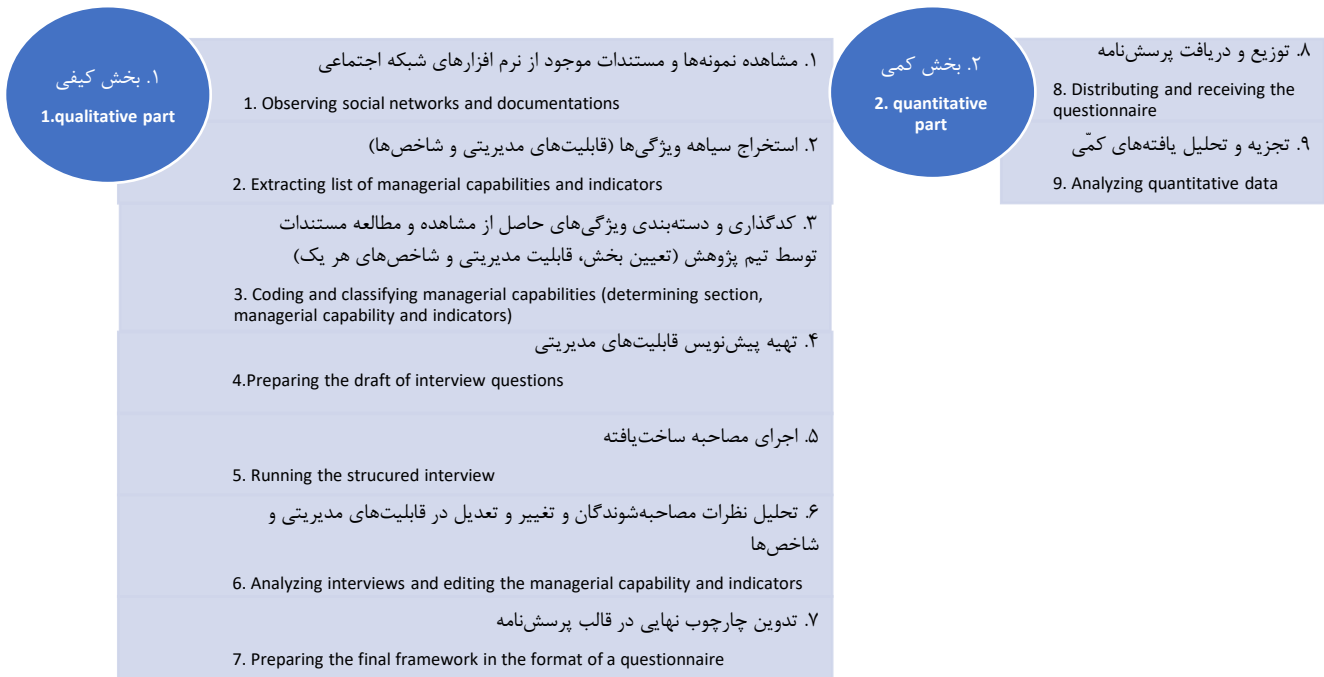 ۱. بخش کیفی
1.qualitative part
۱. مشاهده نمونه‌ها و مستندات موجود از نرم افزارهای شبکه اجتماعی
1. Observing social networks and documentations
۲. استخراج سیاهه ویژگی‌ها (قابلیت‌های مدیریتی و شاخص‌ها)
2. Extracting list of managerial capabilities and indicators
۳. کدگذاری و دسته‌بندی ویژگی‌های حاصل از مشاهده و مطالعه مستندات
توسط تیم پژوهش (تعیین بخش، قابلیت مدیریتی و شاخص‌های هر یک)
3. Coding and classifying managerial capabilities (determining section,
managerial capability and indicators)
۴. تهیه پیش‌نویس قابلیت‌های مدیریتی
4.Preparing the draft of interview questions
۵. اجرای مصاحبه ساخت‌یافته
5. Running the strucured interview
۶. تحلیل نظرات مصاحبه‌شوندگان و تغییر و تعدیل در قابلیت‌های مدیریتی و
شاخص‌ها
6. Analyzing interviews and editing the managerial capability and indicators
۷. تدوین چارچوب نهایی در قالب پرسش‌نامه
7. Preparing the final framework in the format of a questionnaire
۲. بخش کمی
2. quantitative
part
۸. توزیع و دریافت پرسش‌نامه
8. Distributing and receiving the
questionnaire
۹. تجزیه و تحلیل یافته‌های کمّی
9. Analyzing quantitative data